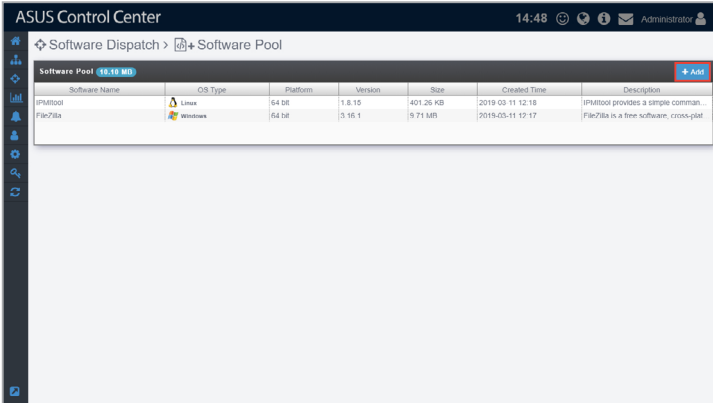 ASUS Control Center
14:48 Administrator
Software Dispatch > Software Pool
Software Pool 10.10 MB + Add
Software Name OS Type Platform Version Size Created Time Description
IPMItool Linux 64 bit 1.8.15 401.26 KB 2019-03-11 12:18 IPMItool provides a simple comman...
FileZilla Windows 64 bit 3.16.1 9.71 MB 2019-03-11 12:17 FileZilla is a free software, cross-plat...